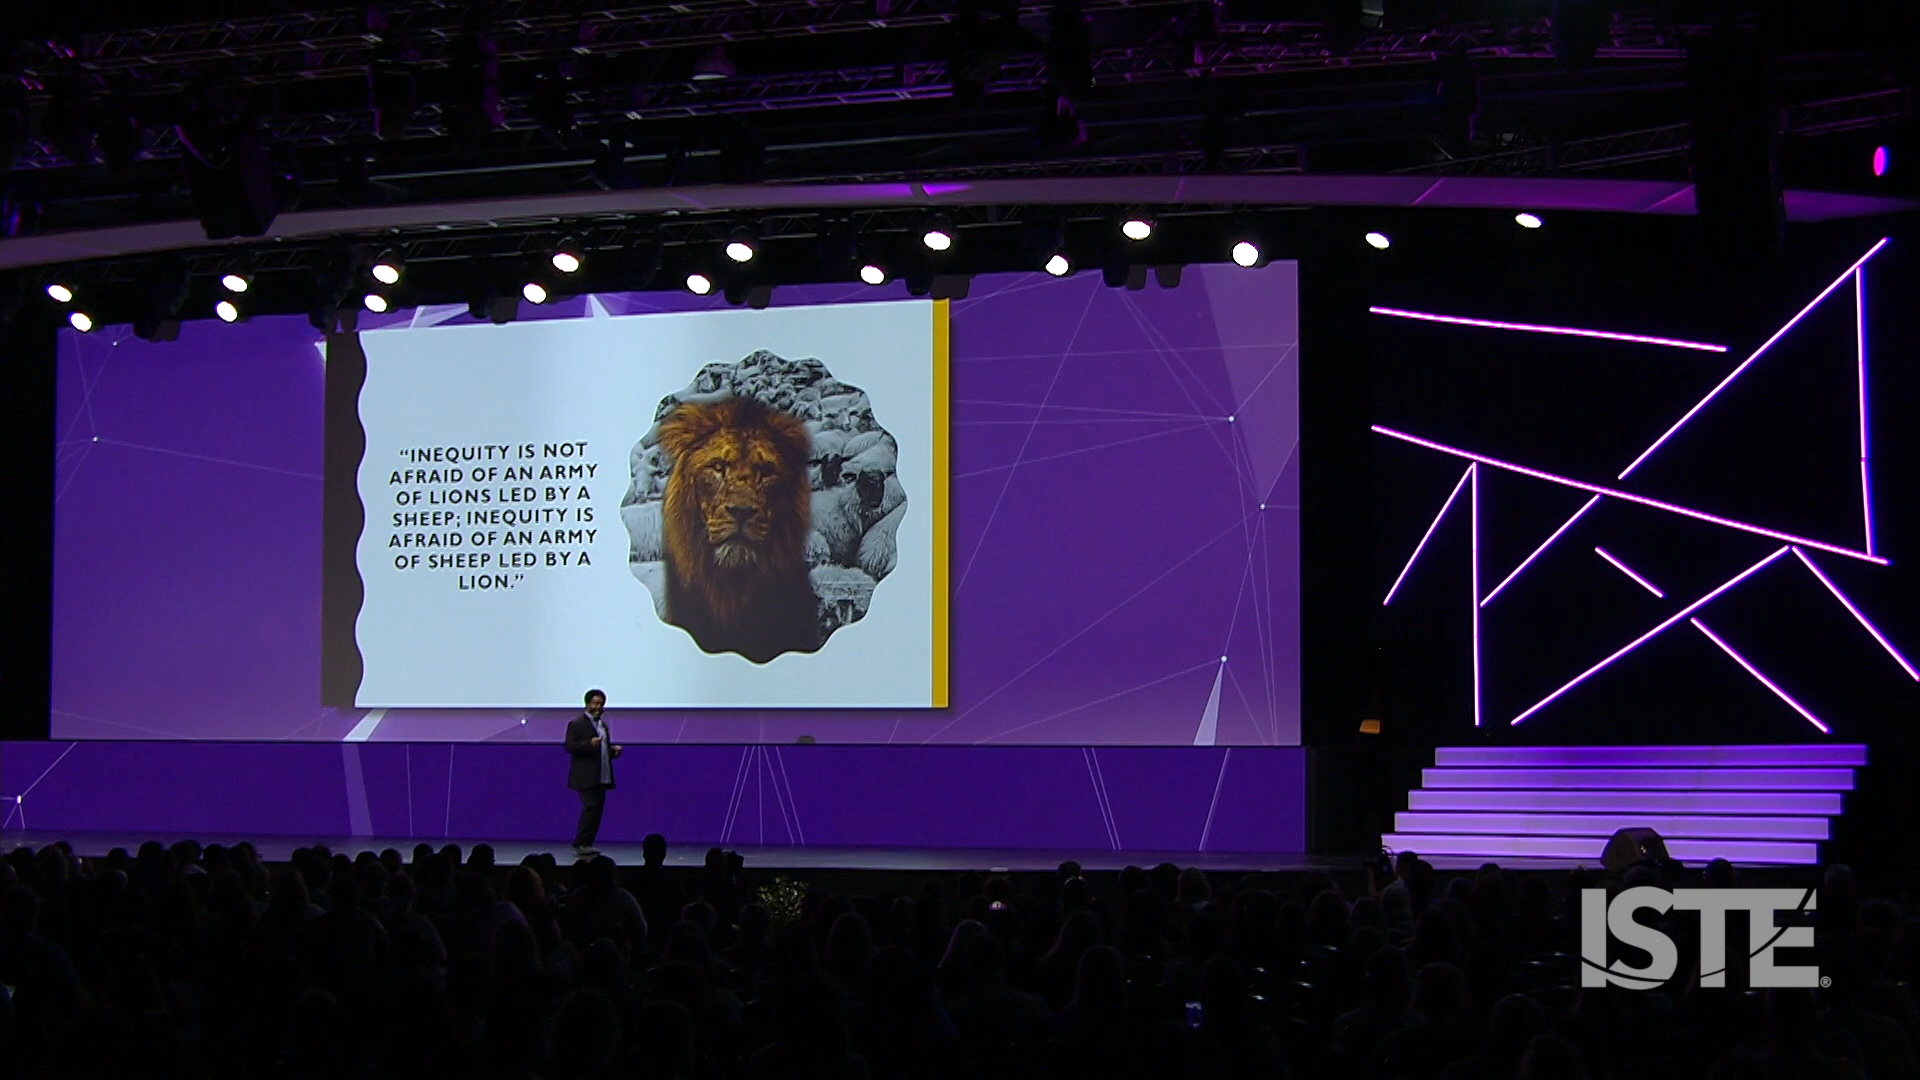 “INEQUITY IS NOT
AFRAID OF AN ARMY
OF LIONS LED BY A
SHEEP; INEQUITY IS
AFRAID OF AN ARMY
OF SHEEP LED BY A
LION.”
ISTE®